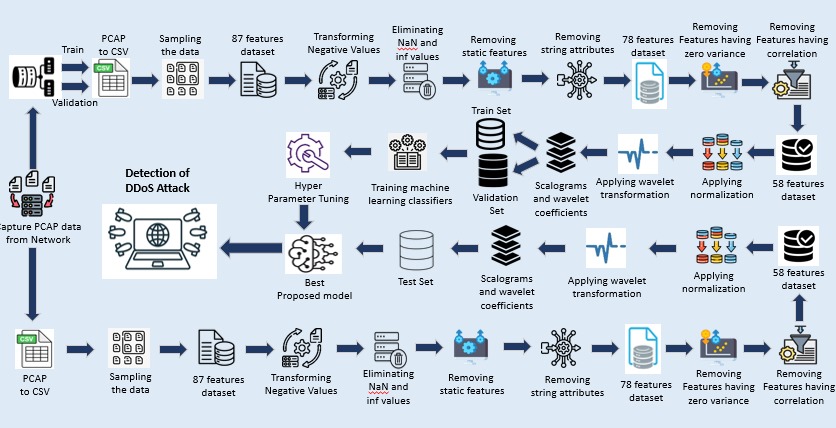 Train
Validation
PCAP
to CSV
CSV
Sampling
the data
87 features
dataset
Transforming
Negative Values
Eliminating
NaN and
inf values
Removing
static features
Removing
string attributes
78 features
dataset
Removing
Features having
zero variance
Removing
Features having
correlation
58 features
dataset
Applying
normalization
Applying wavelet
transformation
Scalograms
and wavelet
coefficients
Train Set
Validation
Set
Training machine
learning classifiers
Hyper
Parameter Tuning
Detection of
DDoS Attack
Capture PCAP data
from Network
Best
Proposed model
Test Set
Scalograms
and wavelet
coefficients
Applying wavelet
transformation
Applying
normalization
58 features
dataset
CSV
PCAP
to CSV
Sampling
the data
87 features
dataset
Transforming
Negative Values
Eliminating
NaN and
inf values
Removing
static features
Removing
string attributes
78 features
dataset
Removing
Features having
zero variance
Removing
Features having
correlation